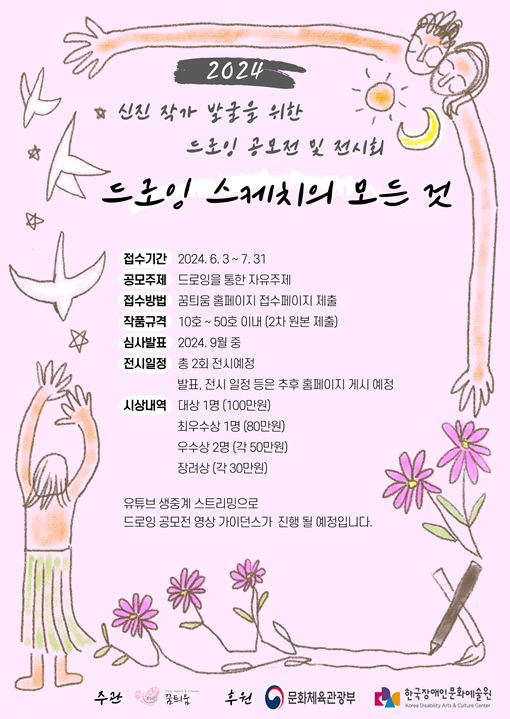 2024
신진 작가 발굴을 위한
드로잉 공모전 및 전시회
드로잉 스케치의 모든 것
접수기간 2024. 6. 3 ~ 7. 31
공모주제 드로잉을 통한 자유주제
접수방법 꿈틔움 홈페이지 접수페이지 제출
작품규격 10호 ~ 50호 이내 (2차 원본 제출)
심사발표 2024. 9월 중
전시일정 총 2회 전시예정
발표, 전시 일정 등은 추후 홈페이지 게시 예정
시상내역 대상 1명 (100만원)
최우수상 1명 (80만원)
우수상 2명 (각 50만원)
장려상 (각 30만원)
유튜브 생중계 스트리밍으로
드로잉 공모전 영상 가이던스가 진행 될 예정입니다.
주관 꿈틔움 후원 문화체육관광부 한국장애인문화예술원
Korea Disability Arts & Culture Center